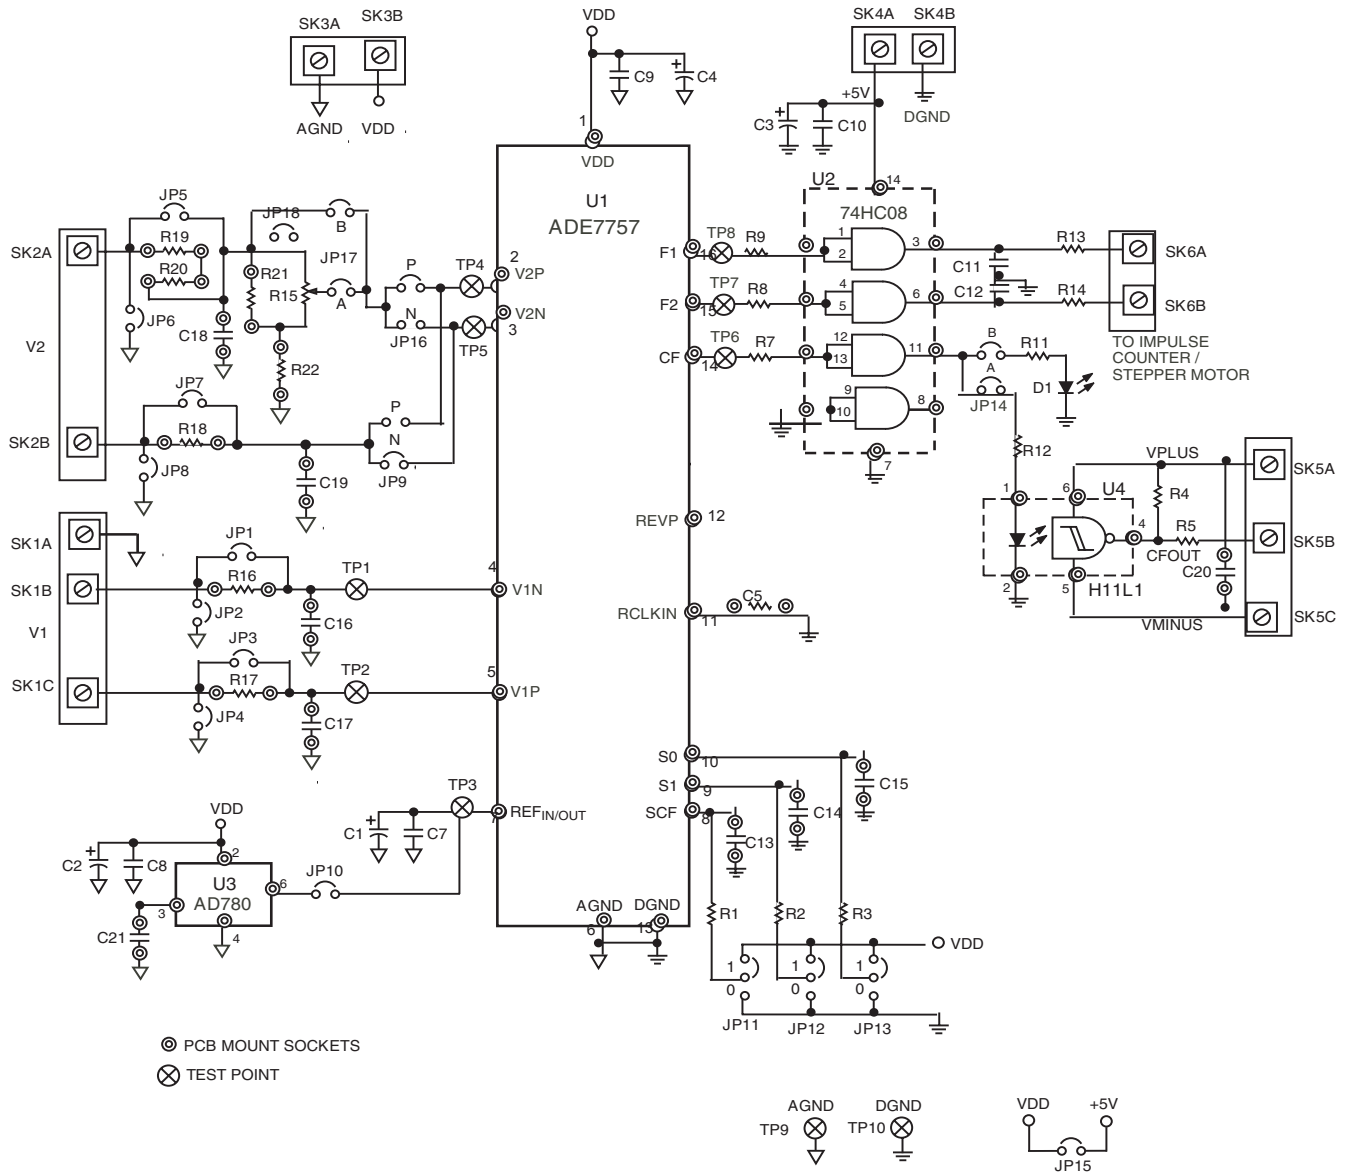 SK3A SK3B
AGND VDD
VDD
C9 C4
SK4A SK4B
+5V
DGND
C3 C10
1
VDD
U1
ADE7757
U2
14
74HC08
JP5
JP18
B
SK2A
R19
R20
R21
JP17
R15
A
P
N
JP16
TP4
TP5
2
V2P
V2N
3
JP6
C18
R22
V2
JP7
R18
SK2B
JP8
C19
P
N
JP9
F1
16
TP8
R9
1
2
3
F2
15
TP7
R8
4
5
6
CF
14
TP6
R7
12
13
11
9
10
8
7
R13
SK6A
C11
C12
R14
SK6B
TO IMPULSE
COUNTER /
STEPPER MOTOR
B
A
JP14
R11
D1
R12
VPLUS
SK5A
1
6
U4
R4
4
R5
SK5B
CFOUT
C20
2
5
H11L1
VMINUS
SK5C
SK1A
SK1B
V1
SK1C
JP1
R16
JP2
C16
TP1
4
V1N
JP3
R17
JP4
C17
TP2
5
V1P
REVP
12
RCLKIN
11
C5
S0
10
C15
S1
9
C14
SCF
8
C13
TP3
REFIN/OUT
7
C1 C7
VDD
2
C2 C8
U3
AD780
6
JP10
3
4
C21
AGND DGND
6
13
R1 R2 R3
VDD
1
0
1
0
1
0
JP11 JP12 JP13
PCB MOUNT SOCKETS
TEST POINT
AGND
TP9
DGND
TP10
VDD +5V
JP15